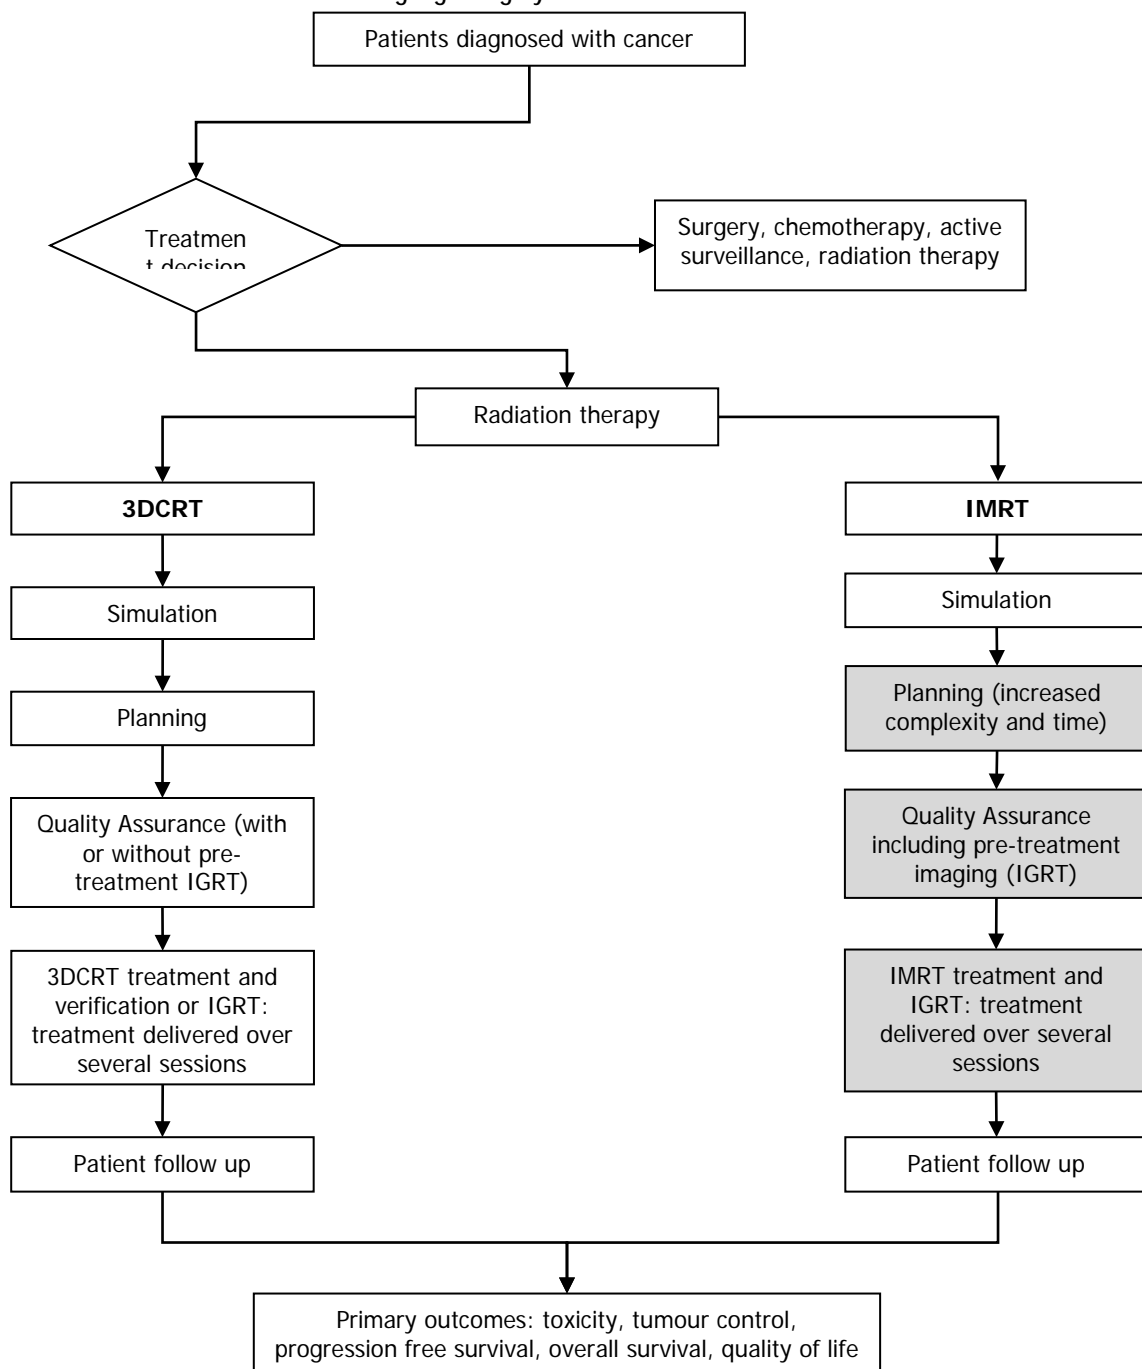 Patients diagnosed with cancer
Treatmen
t decision
Surgery, chemotherapy, active
surveillance, radiation therapy
Radiation therapy
3DCRT
IMRT
Simulation
Simulation
Planning
Planning (increased
complexity and time)
Quality Assurance (with
or without pre-
treatment IGRT)
Quality Assurance
including pre-treatment
imaging (IGRT)
3DCRT treatment and
verification or IGRT:
treatment delivered over
several sessions
IMRT treatment and
IGRT: treatment
delivered over several
sessions
Patient follow up
Patient follow up
Primary outcomes: toxicity, tumour control,
progression free survival, overall survival, quality of life